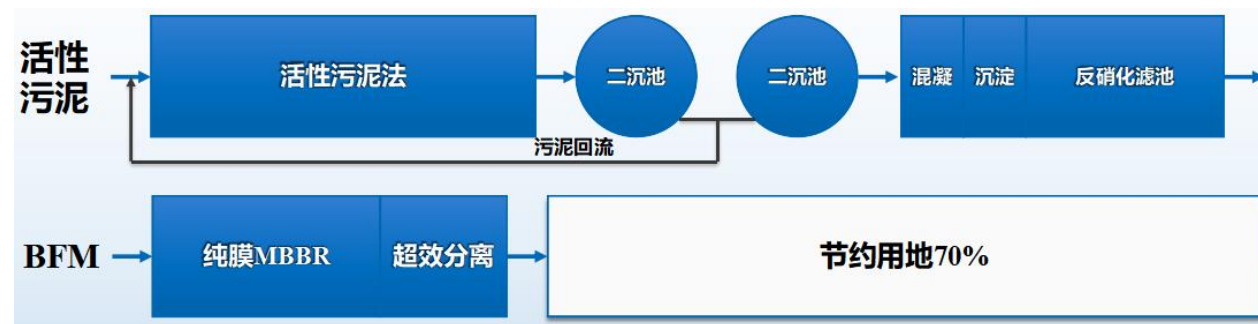 活性
污泥
活性污泥法
二沉池
二沉池
混凝
沉淀
反硝化滤池
污泥回流
BFM
纯膜MBBR
超效分离
节约用地70%